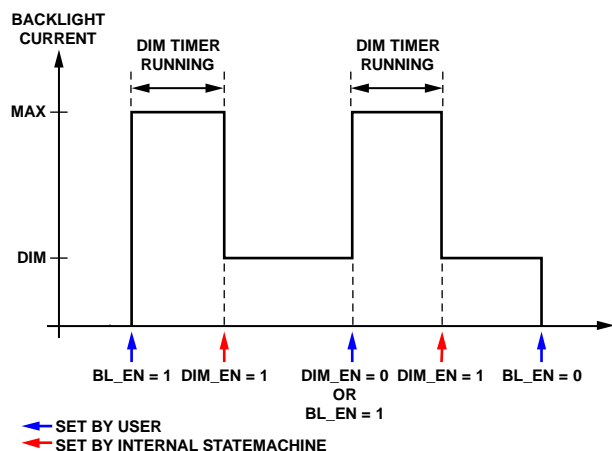 BACKLIGHT
CURRENT
DIM TIMER
RUNNING
DIM TIMER
RUNNING
MAX
DIM
BL_EN = 1
DIM_EN = 1
DIM_EN = 0
OR
BL_EN = 1
DIM_EN = 1
BL_EN = 0
SET BY USER
SET BY INTERNAL STATEMACHINE